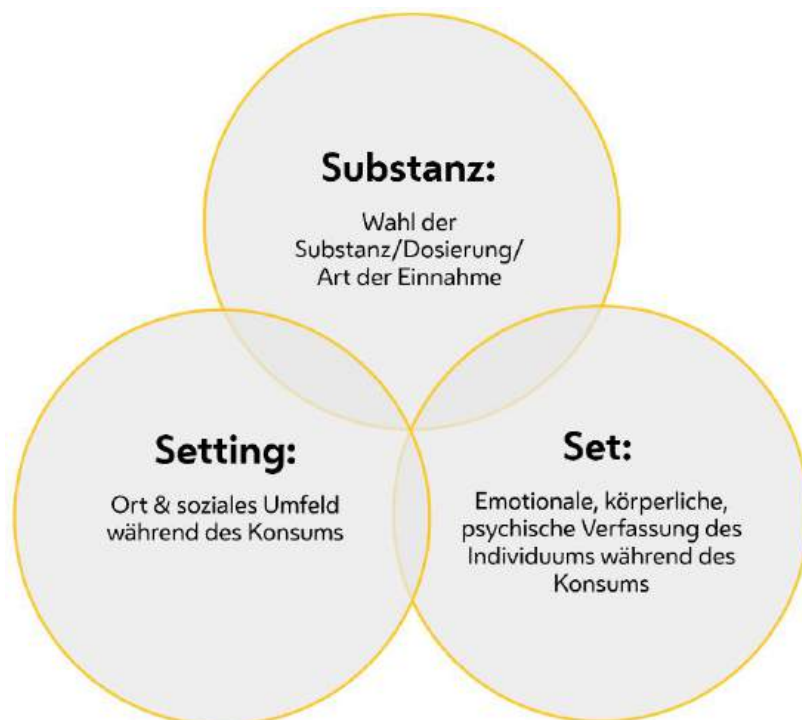 Substanz:
Wahl der
Substanz/Dosierung/
Art der Einnahme
Setting:
Ort & soziales Umfeld
während des Konsums
Set:
Emotionale, körperliche,
psychische Verfassung des
Individuums während des
Konsums